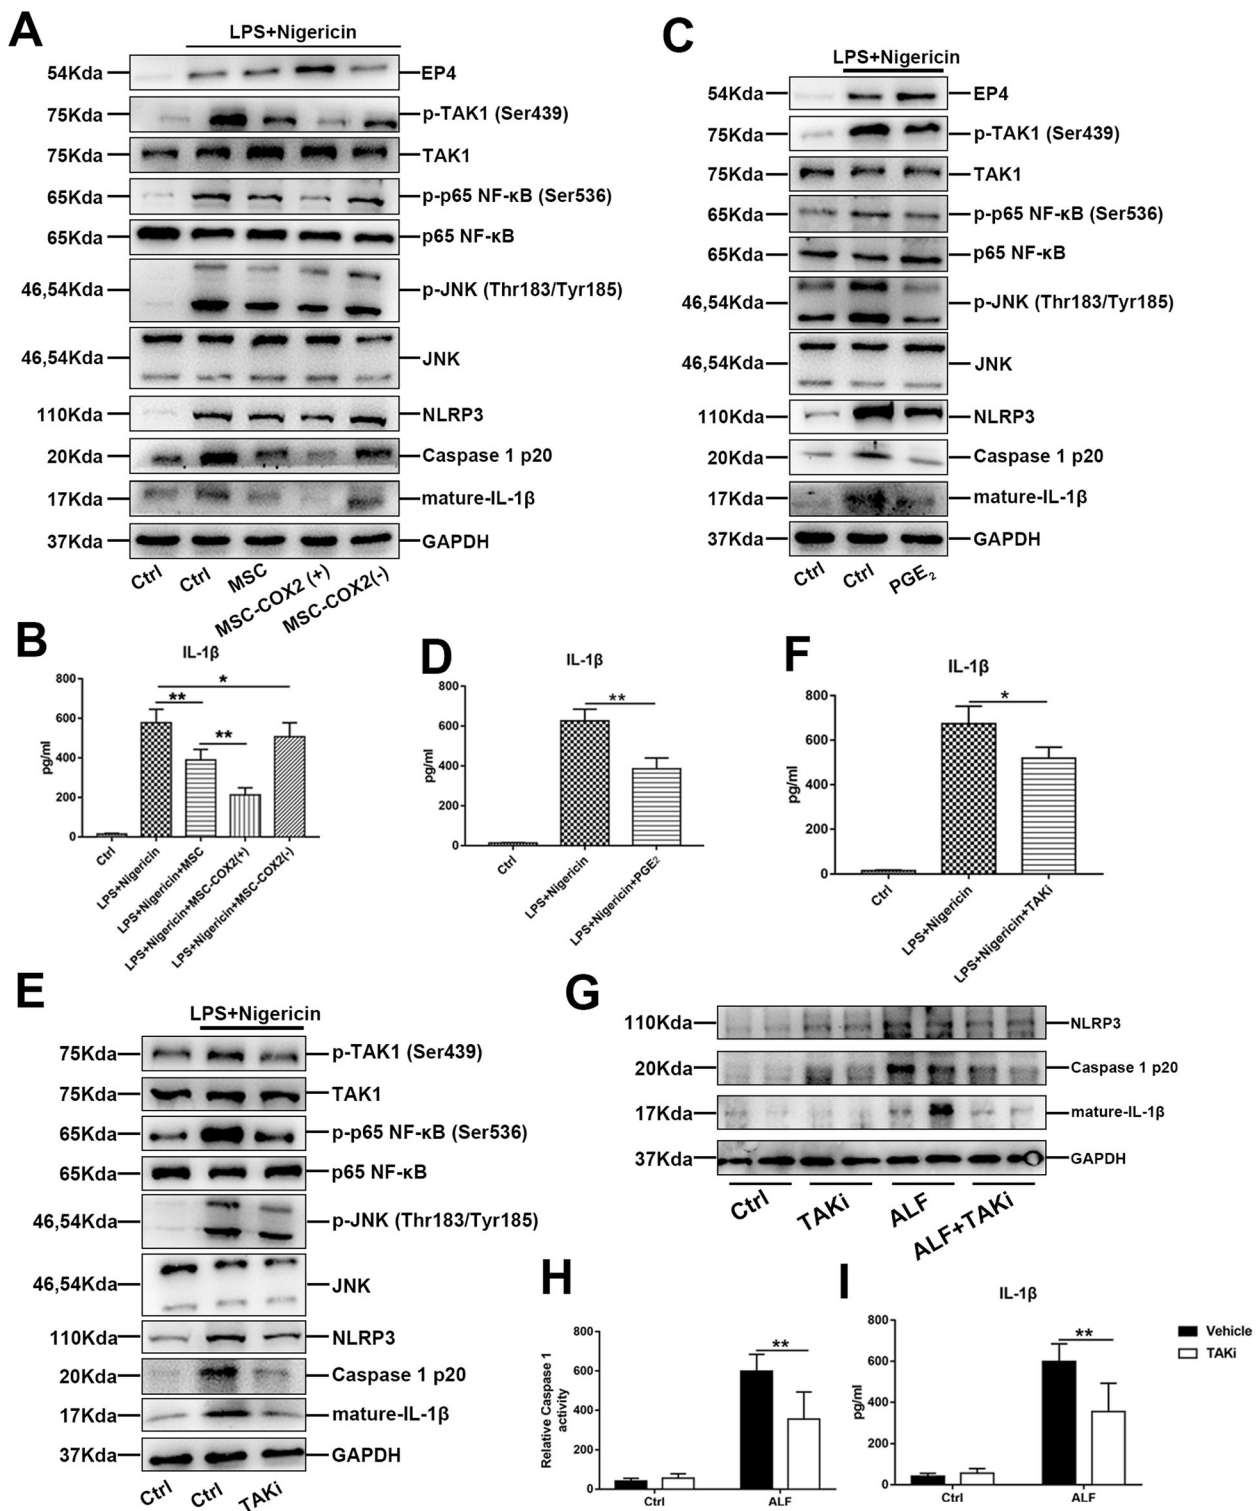 A
LPS+Nigericin
54Kda
EP4
75Kda
p-TAK1 (Ser439)
75Kda
TAK1
65Kda
p-p65 NF-κB (Ser536)
65Kda
p65 NF-κB
46,54Kda
p-JNK (Thr183/Tyr185)
46,54Kda
JNK
110Kda
NLRP3
20Kda
Caspase 1 p20
17Kda
mature-IL-1β
37Kda
GAPDH
Ctrl
Ctrl
MSC
MSC-COX2 (+)
MSC-COX2(-)
C
LPS+Nigericin
54Kda
EP4
75Kda
p-TAK1 (Ser439)
75Kda
TAK1
65Kda
p-p65 NF-κB (Ser536)
65Kda
p65 NF-κB
46,54Kda
p-JNK (Thr183/Tyr185)
46,54Kda
JNK
110Kda
NLRP3
20Kda
Caspase 1 p20
17Kda
mature-IL-1β
37Kda
GAPDH
Ctrl
Ctrl
PGE₂
B
IL-1β
pg/ml
800
600
400
200
0
*
**
**
Ctrl
LPS+Nigericin
LPS+Nigericin+MSC
LPS+Nigericin+MSC-COX2(+)
LPS+Nigericin+MSC-COX2(-)
D
IL-1β
pg/ml
800
600
400
200
0
**
Ctrl
LPS+Nigericin
LPS+Nigericin+PGE₂
F
IL-1β
pg/ml
800
600
400
200
0
*
Ctrl
LPS+Nigericin
LPS+Nigericin+TAKi
E
LPS+Nigericin
75Kda
p-TAK1 (Ser439)
75Kda
TAK1
65Kda
p-p65 NF-κB (Ser536)
65Kda
p65 NF-κB
46,54Kda
p-JNK (Thr183/Tyr185)
46,54Kda
JNK
110Kda
NLRP3
20Kda
Caspase 1 p20
17Kda
mature-IL-1β
37Kda
GAPDH
Ctrl
Ctrl
TAKi
G
110Kda
NLRP3
20Kda
Caspase 1 p20
17Kda
mature-IL-1β
37Kda
GAPDH
Ctrl
TAKi
ALF
ALF+TAKi
H
Relative Caspase 1
activity
800
600
400
200
0
**
Ctrl
ALF
I
IL-1β
pg/ml
800
600
400
200
0
**
Ctrl
ALF
Vehicle
TAKi